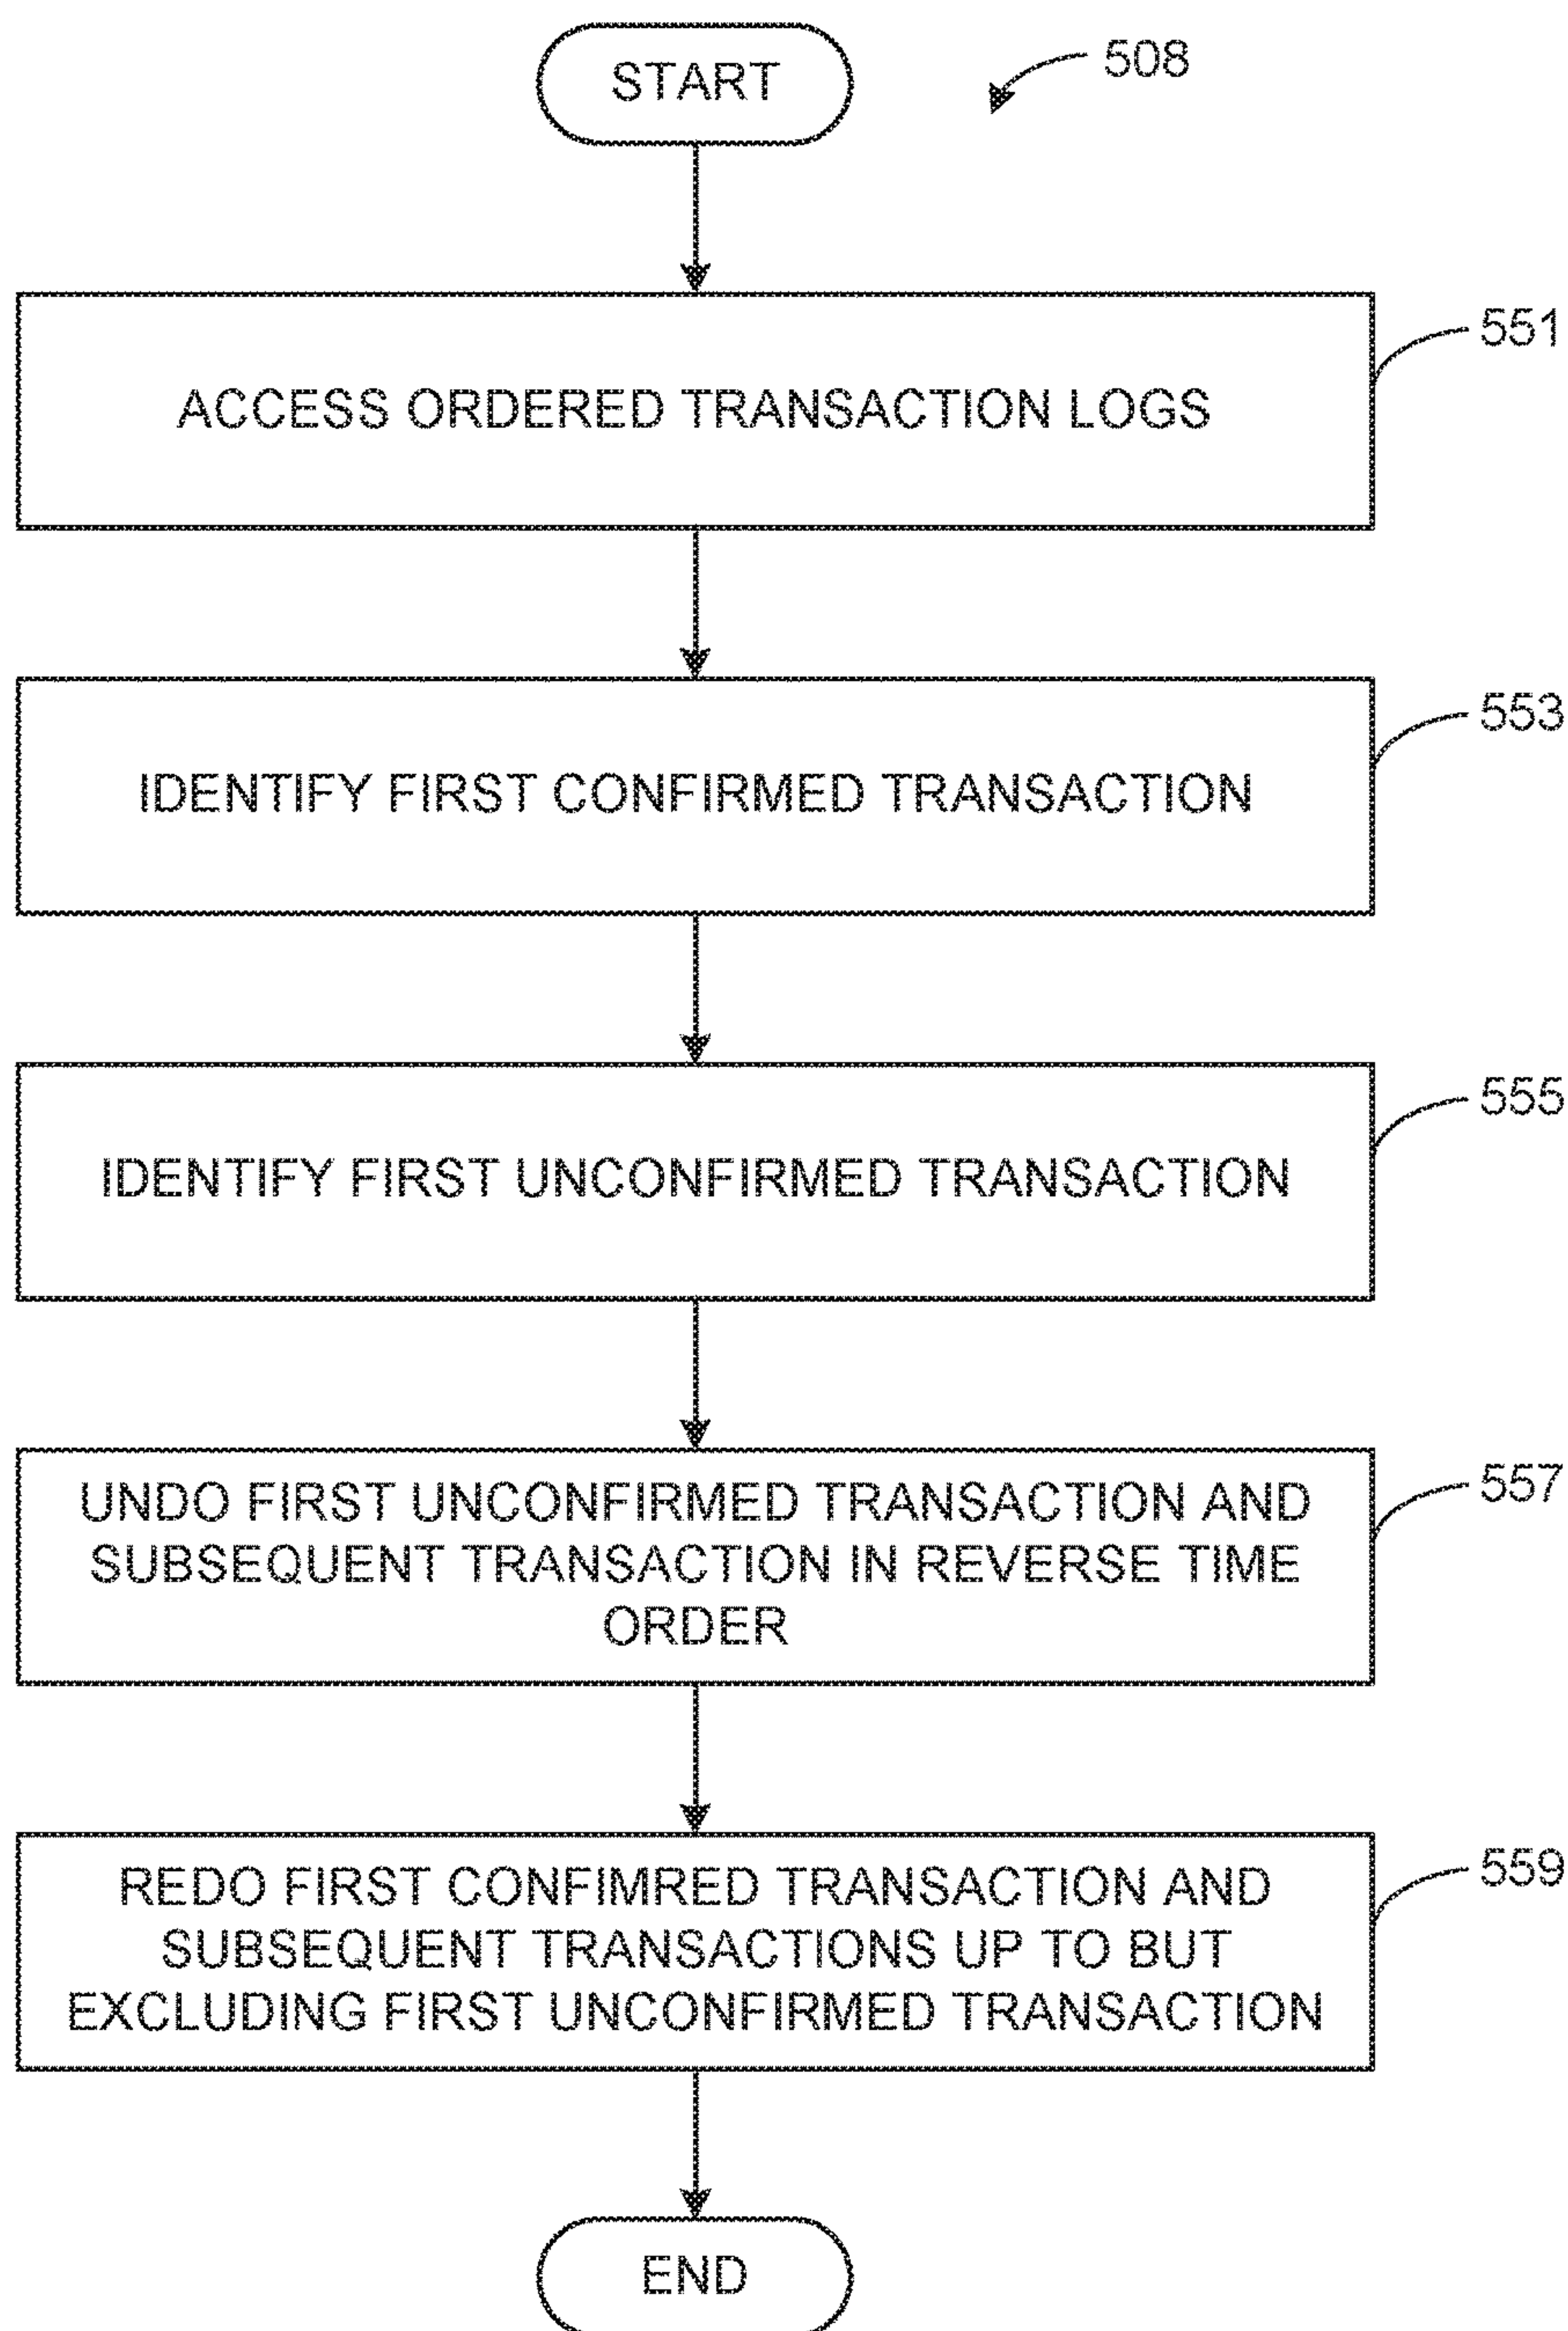 START
508
ACCESS ORDERED TRANSACTION LOGS
551
IDENTIFY FIRST CONFIRMED TRANSACTION
553
IDENTIFY FIRST UNCONFIRMED TRANSACTION
555
UNDO FIRST UNCONFIRMED TRANSACTION AND
SUBSEQUENT TRANSACTION IN REVERSE TIME
ORDER
557
REDO FIRST CONFIMRED TRANSACTION AND
SUBSEQUENT TRANSACTIONS UP TO BUT
EXCLUDING FIRST UNCONFIRMED TRANSACTION
559
END